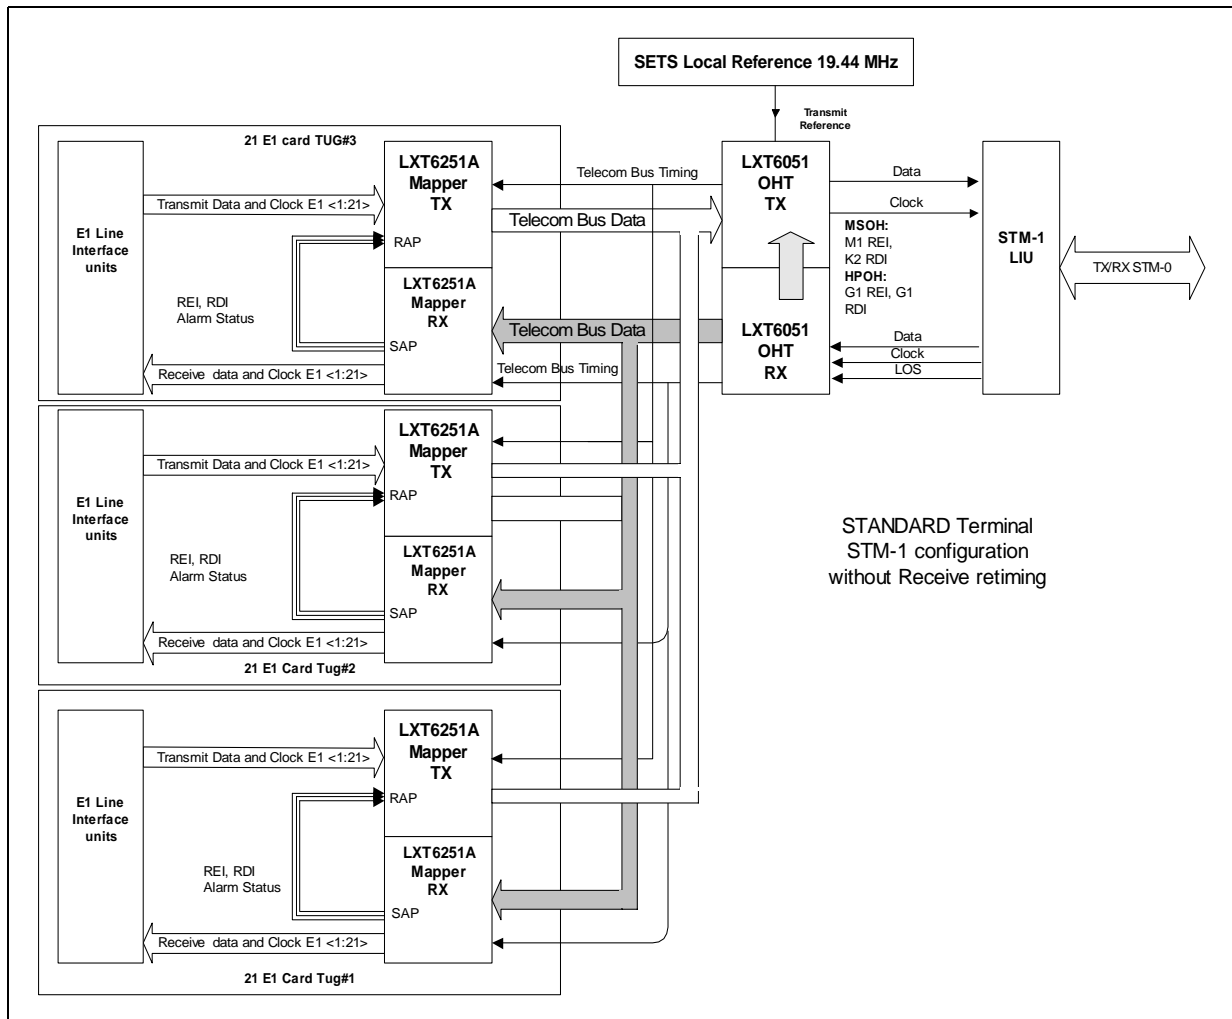 SETS Local Reference 19.44 MHz
Transmit
Reference
21 E1 card TUG#3
E1 Line
Interface
units
Transmit Data and Clock E1 <1:21>
LXT6251A
Mapper
TX
RAP
REI, RDI
Alarm Status
LXT6251A
Mapper
RX
SAP
Receive data and Clock E1 <1:21>
Telecom Bus Timing
Telecom Bus Data
Telecom Bus Data
Telecom Bus Timing
LXT6051
OHT
TX
LXT6051
OHT
RX
Data
Clock
MSOH:
M1 REI,
K2 RDI
HPOH:
G1 REI, G1
RDI
Data
Clock
LOS
STM-1
LIU
TX/RX STM-0
E1 Line
Interface
units
Transmit Data and Clock E1 <1:21>
LXT6251A
Mapper
TX
RAP
REI, RDI
Alarm Status
LXT6251A
Mapper
RX
SAP
Receive data and Clock E1 <1:21>
21 E1 Card Tug#2
STANDARD Terminal
STM-1 configuration
without Receive retiming
E1 Line
Interface
units
Transmit Data and Clock E1 <1:21>
LXT6251A
Mapper
TX
RAP
REI, RDI
Alarm Status
LXT6251A
Mapper
RX
SAP
Receive data and Clock E1 <1:21>
21 E1 Card Tug#1